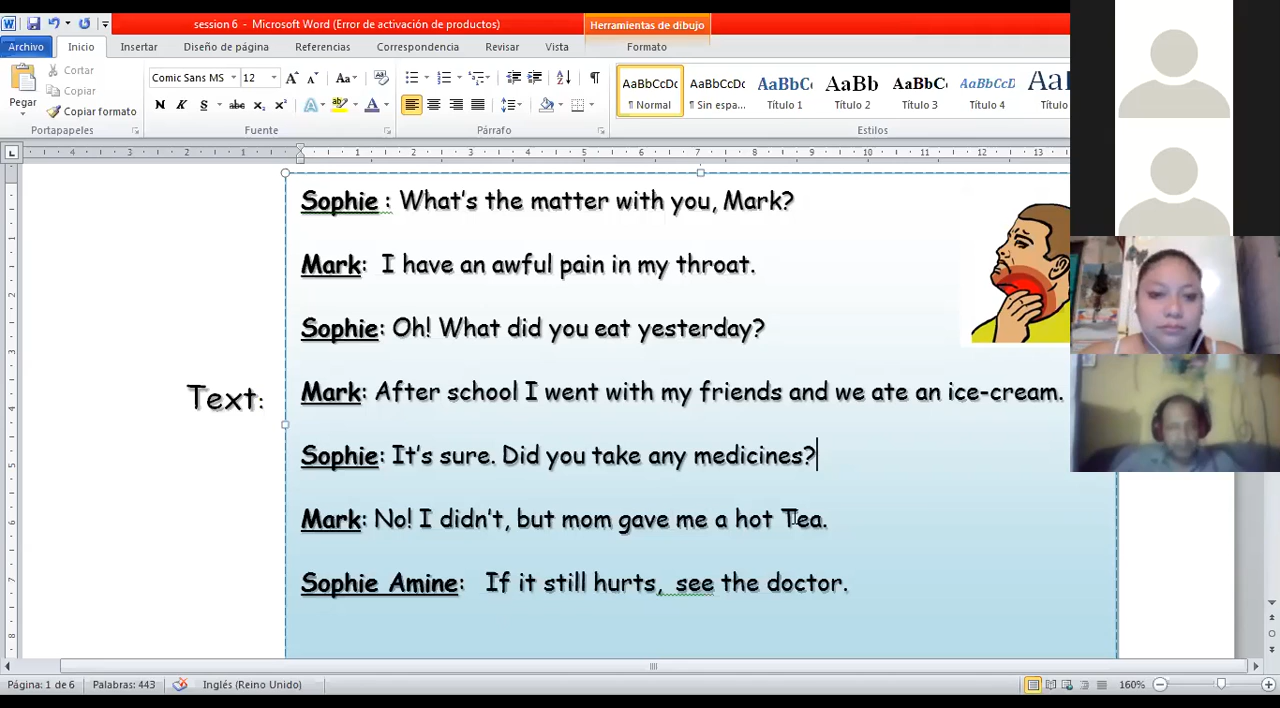 session 6 - Microsoft Word (Error de activación de productos)
Herramientas de dibujo
Archivo Inicio Insertar Diseño de página Referencias Correspondencia Revisar Vista Formato
Pegar
Cortar
Copiar
Copiar formato
Comic Sans MS 12
AaBbCcDc AaBbCcDc AaBbC AaBb AaBbC AaBbCcD AaB
¶ Normal ¶ Sin espa... Título 1 Título 2 Título 3 Título 4 Título
Portapapeles Fuente Párrafo Estilos
Text:
Sophie : What's the matter with you, Mark?
Mark: I have an awful pain in my throat.
Sophie: Oh! What did you eat yesterday?
Mark: After school I went with my friends and we ate an ice-cream.
Sophie: It's sure. Did you take any medicines?
Mark: No! I didn't, but mom gave me a hot Tea.
Sophie Amine: If it still hurts, see the doctor.
Página: 1 de 6 Palabras: 443 Inglés (Reino Unido) 160%